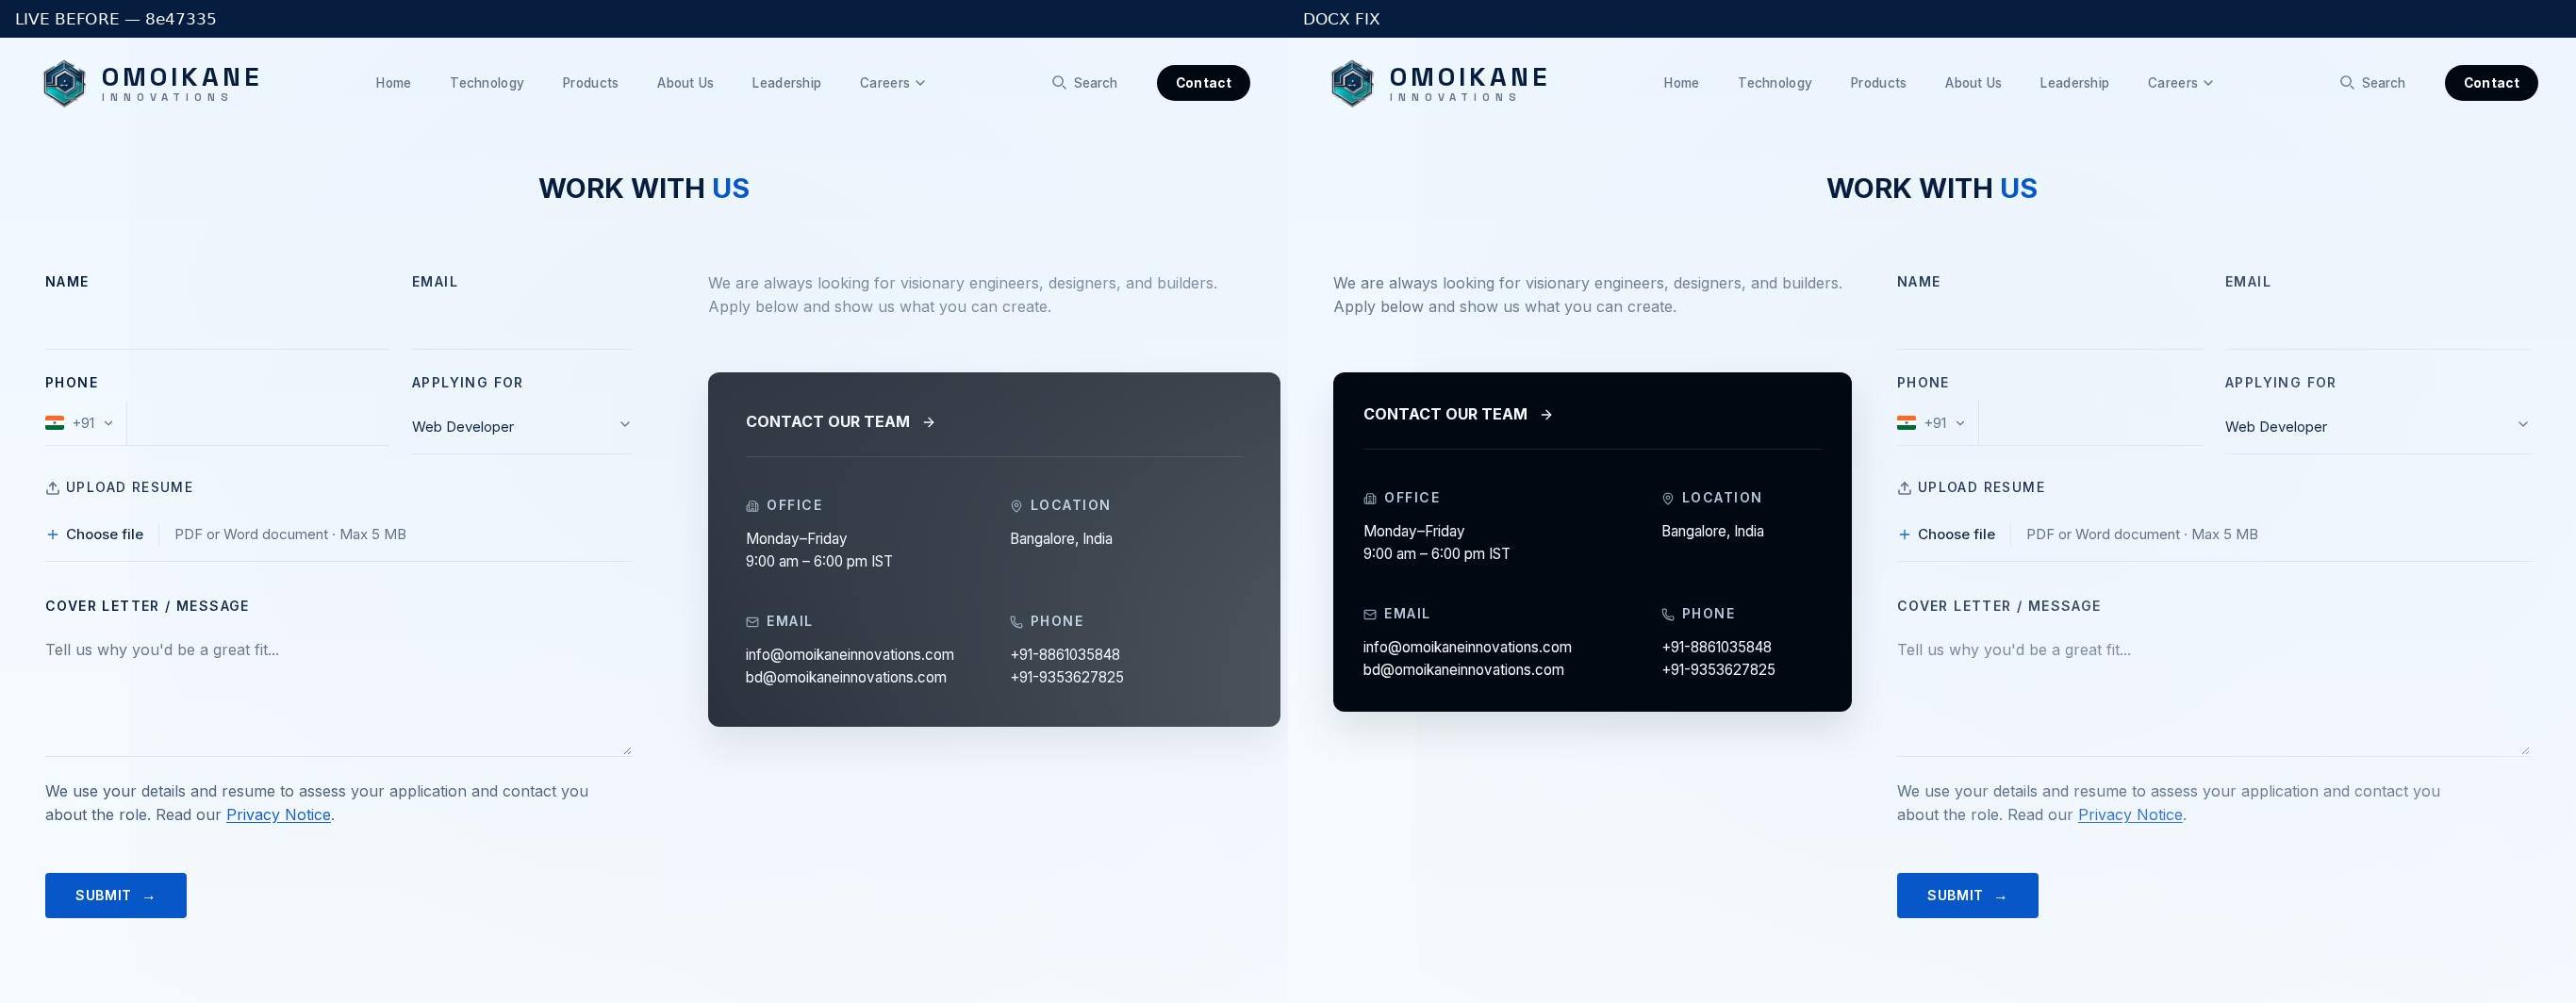 LIVE BEFORE — 8e47335
OMOIKANE
INNOVATIONS
Home
Technology
Products
About Us
Leadership
Careers
Search
Contact
WORK WITH US
NAME
EMAIL
PHONE
+91
APPLYING FOR
Web Developer
UPLOAD RESUME
Choose file
PDF or Word document · Max 5 MB
COVER LETTER / MESSAGE
Tell us why you'd be a great fit...
We use your details and resume to assess your application and contact you
about the role. Read our Privacy Notice.
SUBMIT →
We are always looking for visionary engineers, designers, and builders.
Apply below and show us what you can create.
CONTACT OUR TEAM →
OFFICE
Monday–Friday
9:00 am – 6:00 pm IST
LOCATION
Bangalore, India
EMAIL
info@omoikaneinnovations.com
bd@omoikaneinnovations.com
PHONE
+91-8861035848
+91-9353627825
DOCX FIX
OMOIKANE
INNOVATIONS
Home
Technology
Products
About Us
Leadership
Careers
Search
Contact
WORK WITH US
We are always looking for visionary engineers, designers, and builders.
Apply below and show us what you can create.
CONTACT OUR TEAM →
OFFICE
Monday–Friday
9:00 am – 6:00 pm IST
LOCATION
Bangalore, India
EMAIL
info@omoikaneinnovations.com
bd@omoikaneinnovations.com
PHONE
+91-8861035848
+91-9353627825
NAME
EMAIL
PHONE
+91
APPLYING FOR
Web Developer
UPLOAD RESUME
Choose file
PDF or Word document · Max 5 MB
COVER LETTER / MESSAGE
Tell us why you'd be a great fit...
We use your details and resume to assess your application and contact you
about the role. Read our Privacy Notice.
SUBMIT →